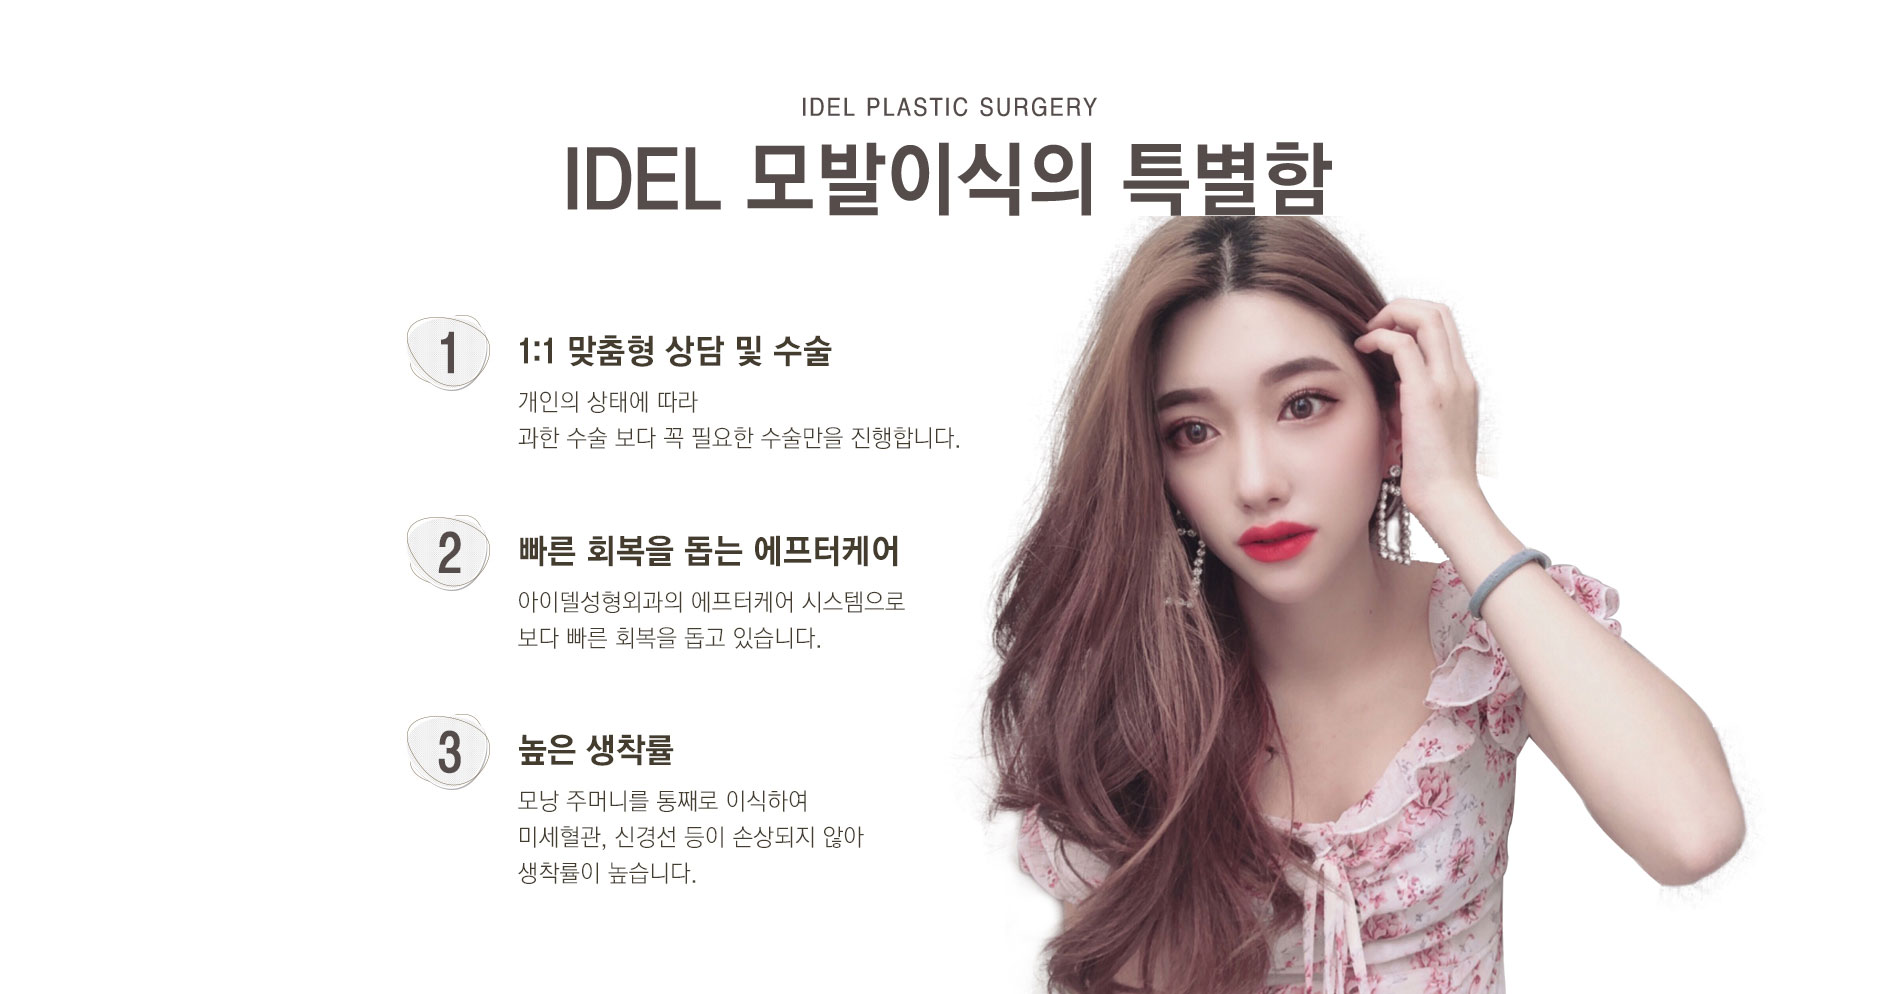 IDEL PLASTIC SURGERY
IDEL 모발이식의 특별함
1
1:1 맞춤형 상담 및 수술
개인의 상태에 따라
과한 수술 보다 꼭 필요한 수술만을 진행합니다.
2
빠른 회복을 돕는 에프터케어
아이델성형외과의 에프터케어 시스템으로
보다 빠른 회복을 돕고 있습니다.
3
높은 생착률
모낭 주머니를 통째로 이식하여
미세혈관, 신경선 등이 손상되지 않아
생착률이 높습니다.